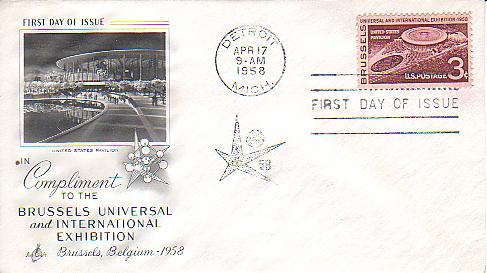 FIRST DAY OF ISSUE
UNITED STATES PAVILION
IN
Compliment
TO THE
BRUSSELS UNIVERSAL
and INTERNATIONAL
EXHIBITION
Brussels, Belgium - 1958
ArtCraft
DETROIT
APR 17
9-AM
1958
MICH.
58
BRUSSELS
UNIVERSAL AND INTERNATIONAL EXHIBITION-1958
UNITED STATES
PAVILION
U.S. POSTAGE 3¢
FIRST DAY OF ISSUE